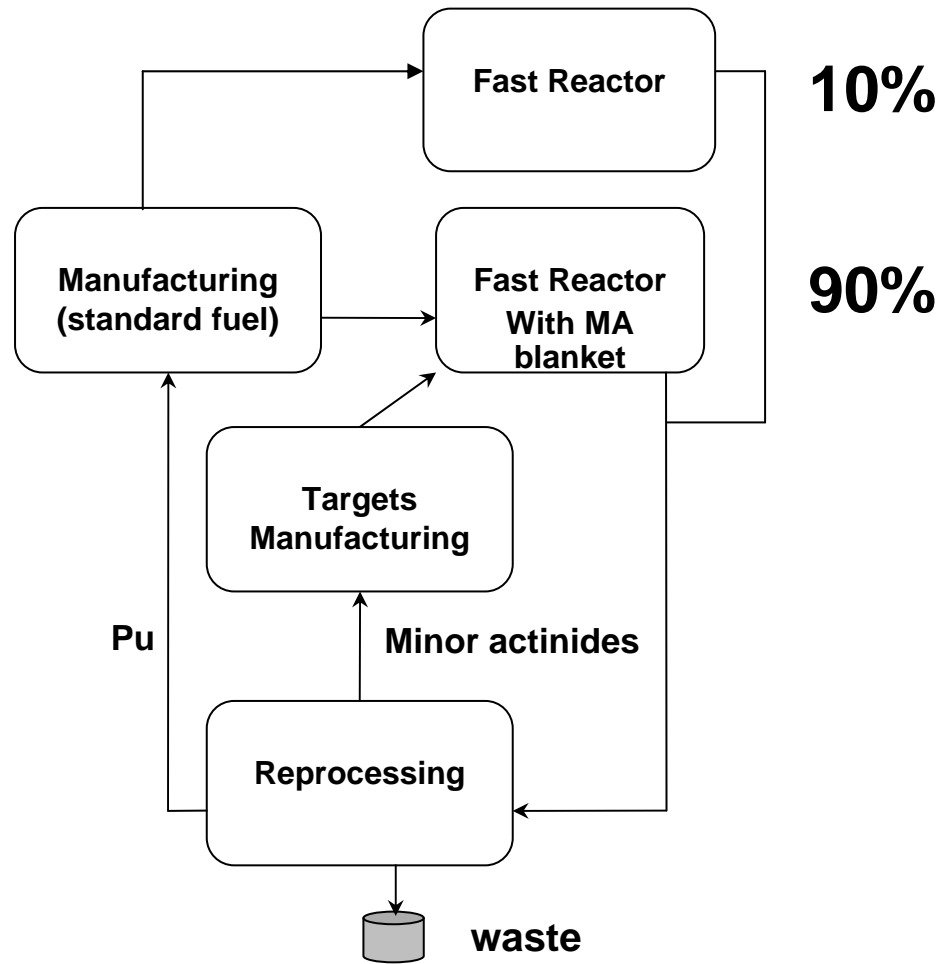 Fast Reactor
10%
Manufacturing
(standard fuel)
Fast Reactor
With MA
blanket
90%
Targets
Manufacturing
Pu
Minor actinides
Reprocessing
waste